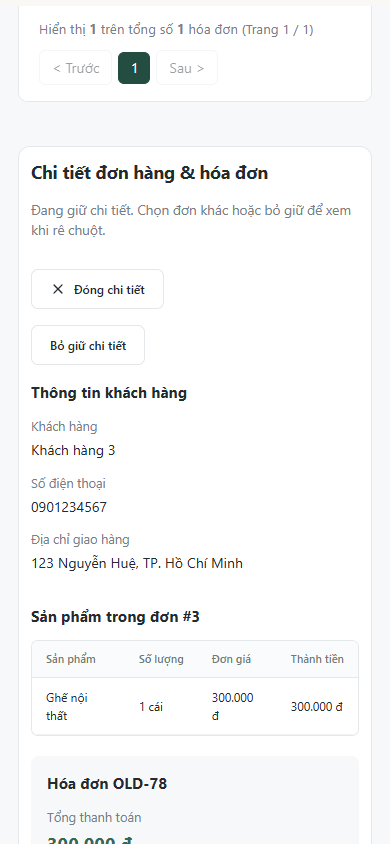 Hiển thị 1 trên tổng số 1 hóa đơn (Trang 1 / 1)
< Trước 1 Sau >
Chi tiết đơn hàng & hóa đơn
Đang giữ chi tiết. Chọn đơn khác hoặc bỏ giữ để xem
khi rê chuột.
✕ Đóng chi tiết
Bỏ giữ chi tiết
Thông tin khách hàng
Khách hàng
Khách hàng 3
Số điện thoại
0901234567
Địa chỉ giao hàng
123 Nguyễn Huệ, TP. Hồ Chí Minh
Sản phẩm trong đơn #3
Sản phẩm Số lượng Đơn giá Thành tiền
Ghế nội thất 1 cái 300.000 đ 300.000 đ
Hóa đơn OLD-78
Tổng thanh toán
300.000 đ